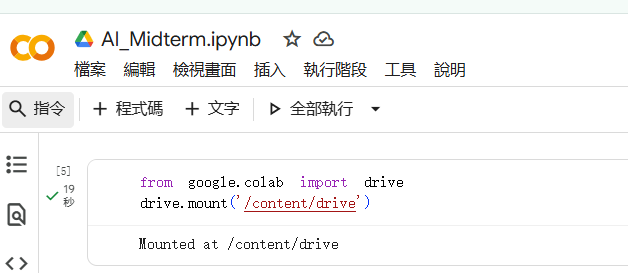 AI_Midterm.ipynb
檔案 編輯 檢視畫面 插入 執行階段 工具 說明
指令 + 程式碼 + 文字 全部執行
[5]
19
秒
from google.colab import drive
drive.mount('/content/drive')
Mounted at /content/drive